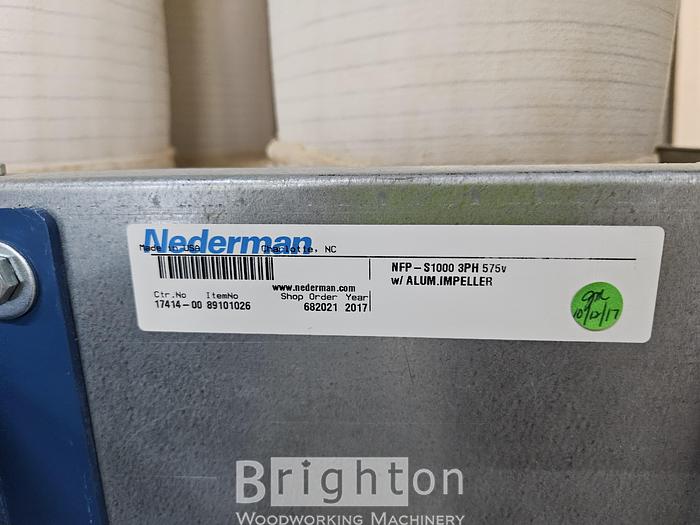 Nederman
Made in USA Charlotte, NC
www.nederman.com
Ctr.No ItemNo Shop Order Year
17414-00 89101026 682021 2017
NFP-S1000 3PH 575v
w/ ALUM.IMPELLER
10/12/17
Brighton
WOODWORKING MACHINERY